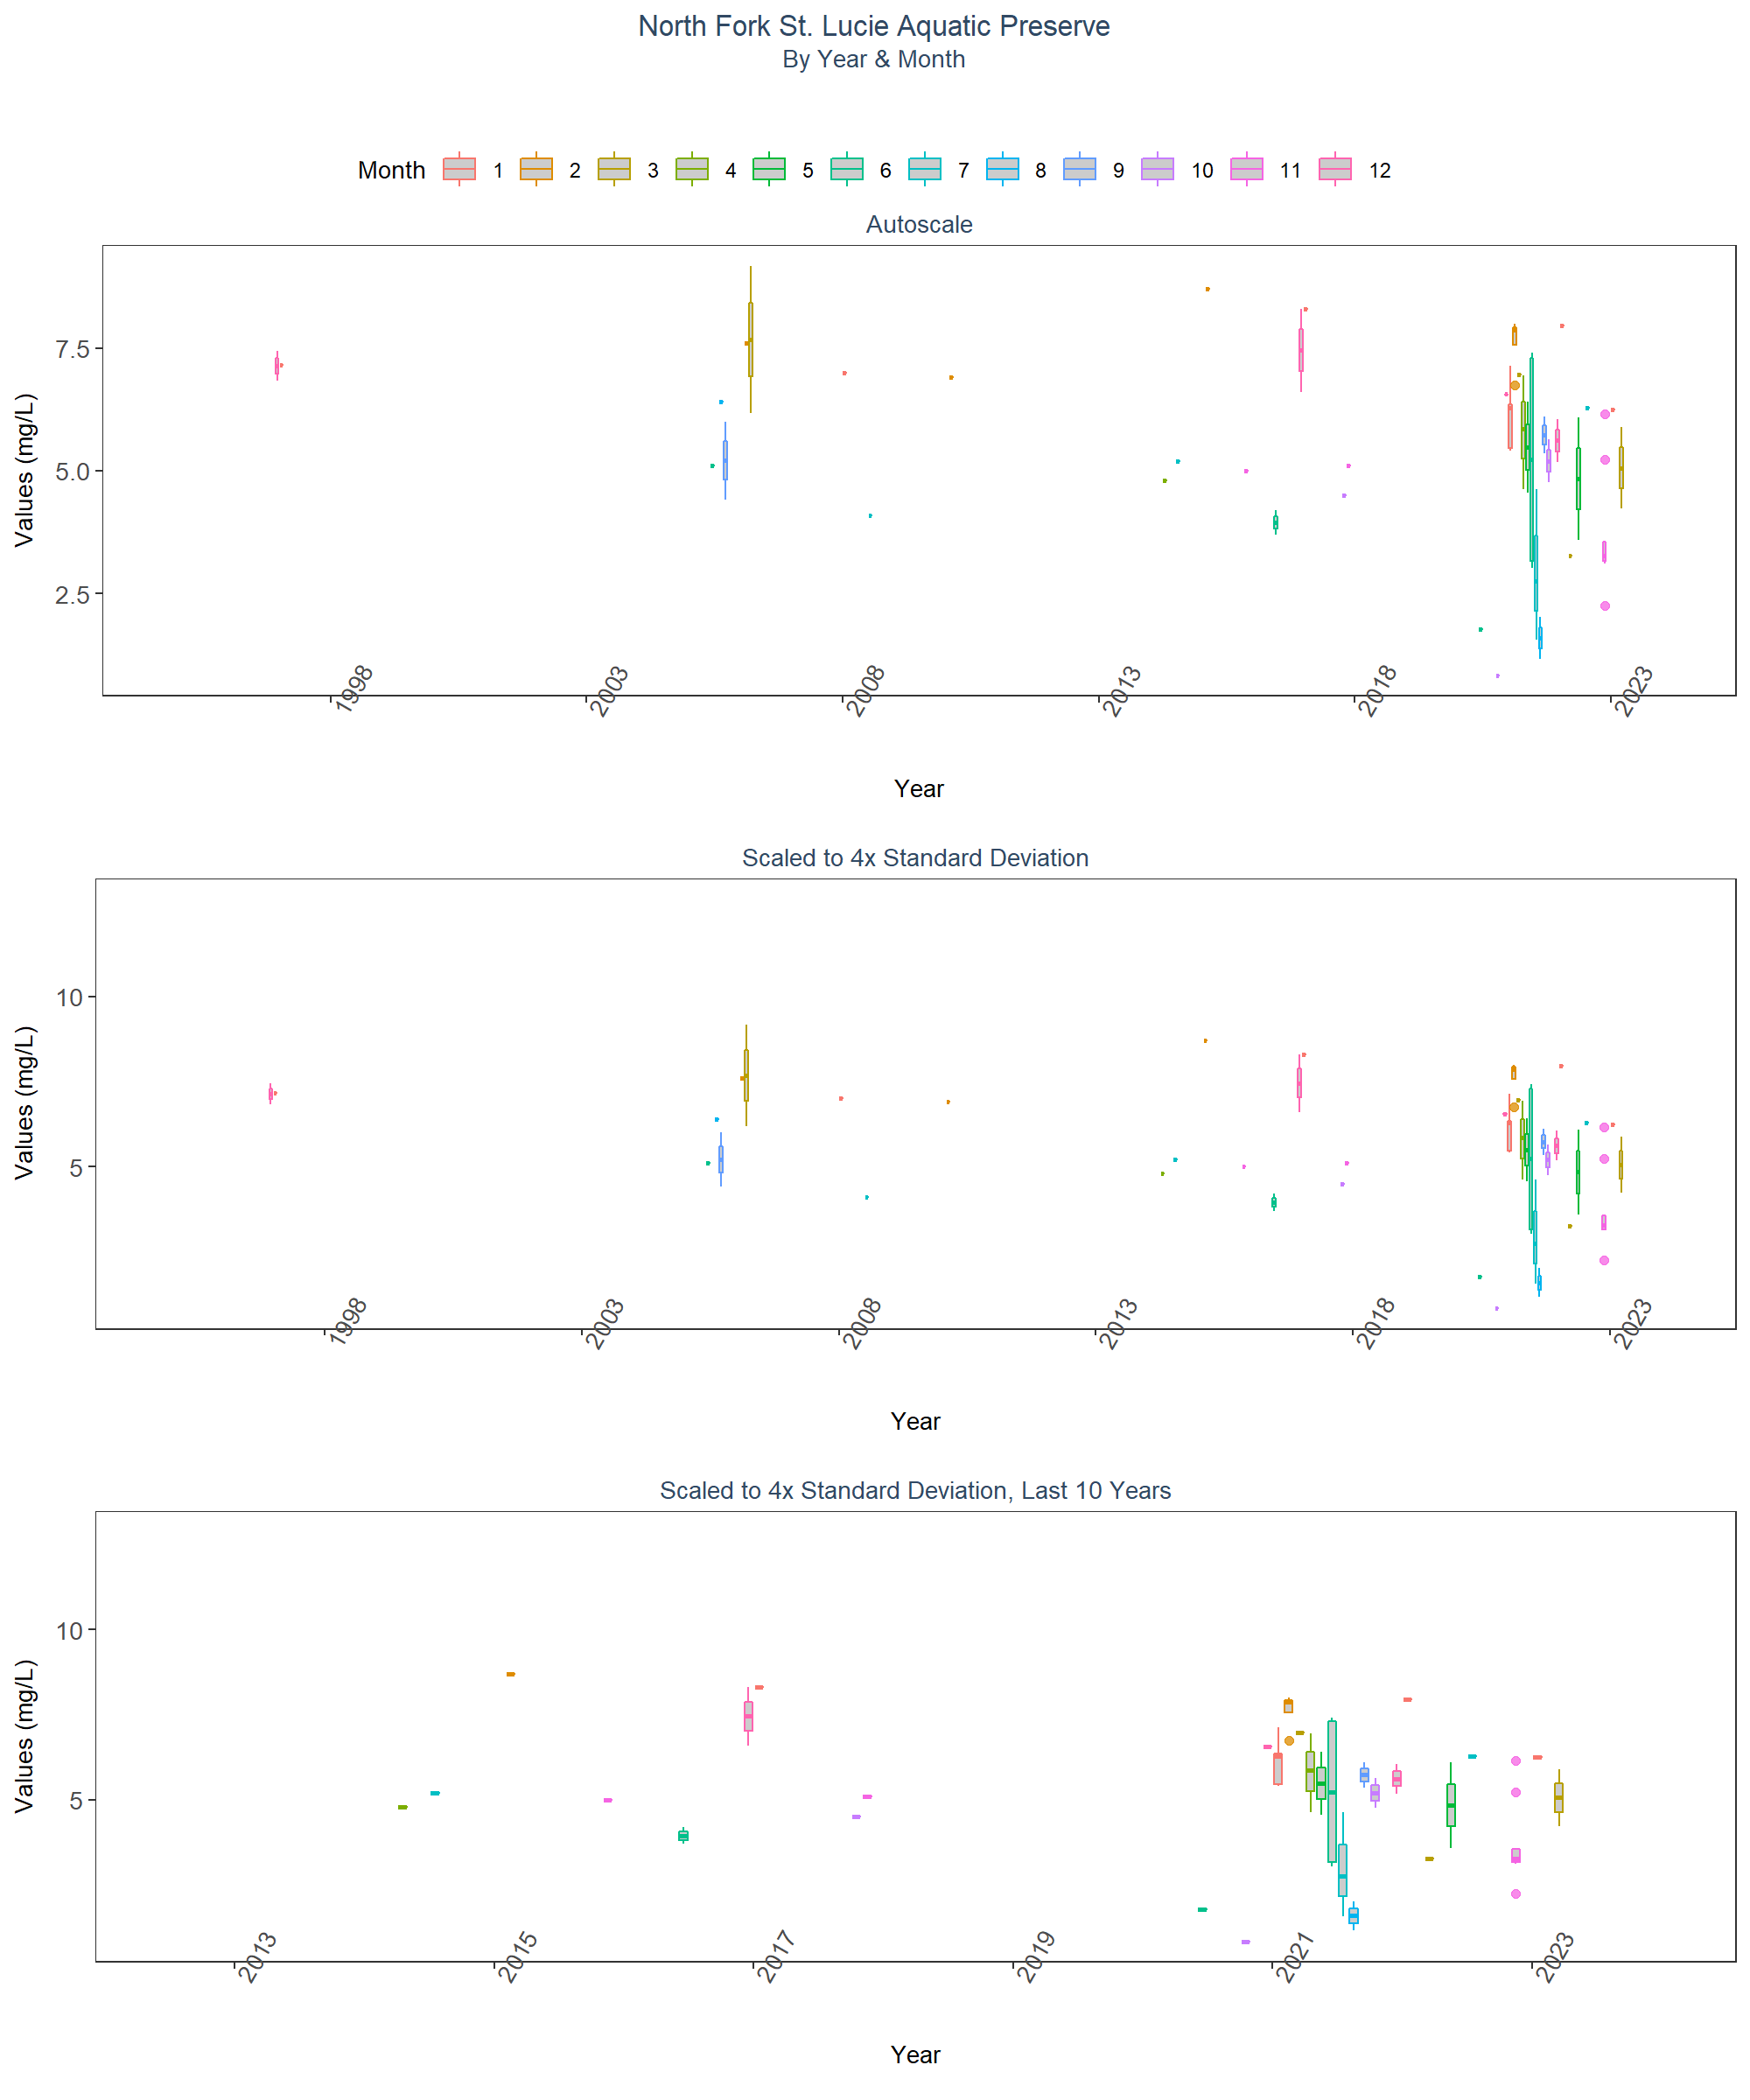 North Fork St. Lucie Aquatic Preserve
By Year & Month
Month 1 2 3 4 5 6 7 8 9 10 11 12
Autoscale
Values (mg/L)
7.5
5.0
2.5
1998 2003 2008 2013 2018 2023
Year
Scaled to 4x Standard Deviation
Values (mg/L)
10
5
1998 2003 2008 2013 2018 2023
Year
Scaled to 4x Standard Deviation, Last 10 Years
Values (mg/L)
10
5
2013 2015 2017 2019 2021 2023
Year